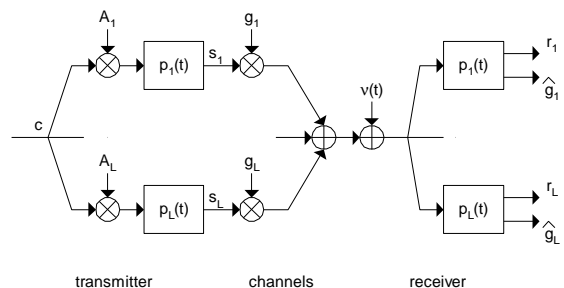 A1 g1
p1(t) s1 p1(t) r1
ĝ1
c ν(t)
AL gL
pL(t) sL pL(t) rL
ĝL
transmitter channels receiver